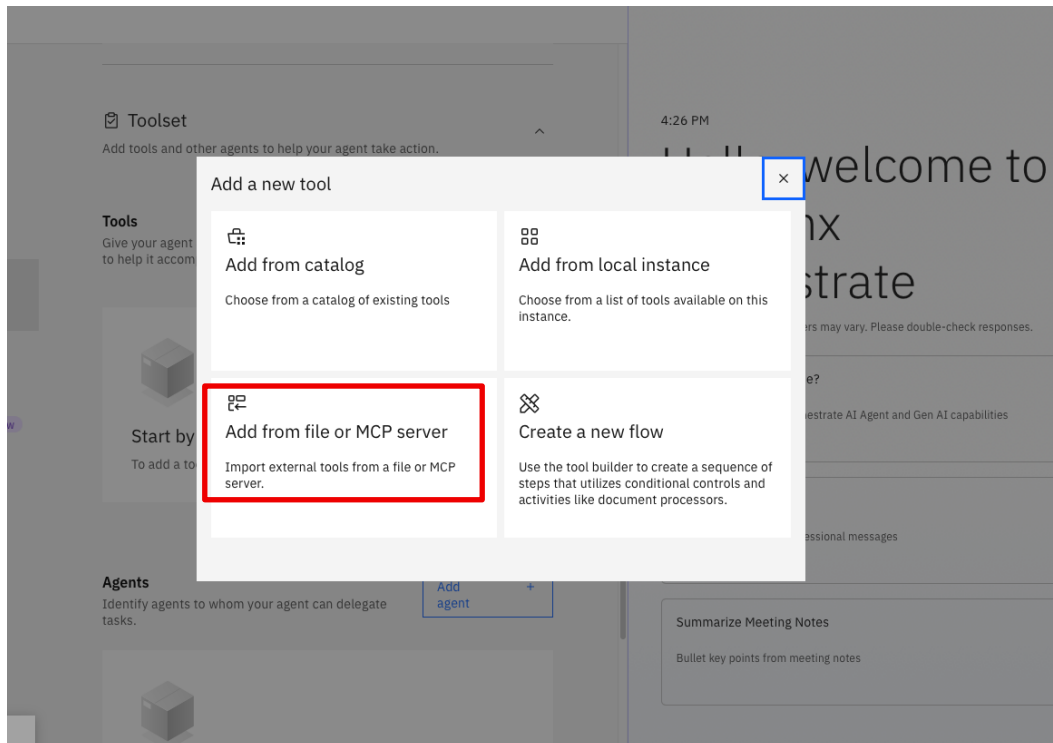 Toolset
Add tools and other agents to help your agent take action.
Tools
Give your agent
to help it accom
Start by
To add a to
Agents
Identify agents to whom your agent can delegate
tasks.
Add
agent
+
Add a new tool
Add from catalog
Choose from a catalog of existing tools
Add from local instance
Choose from a list of tools available on this
instance.
Add from file or MCP server
Import external tools from a file or MCP
server.
Create a new flow
Use the tool builder to create a sequence of
steps that utilizes conditional controls and
activities like document processors.
4:26 PM
welcome to
nx
strate
ers may vary. Please double-check responses.
e?
estrate AI Agent and Gen AI capabilities
essional messages
Summarize Meeting Notes
Bullet key points from meeting notes